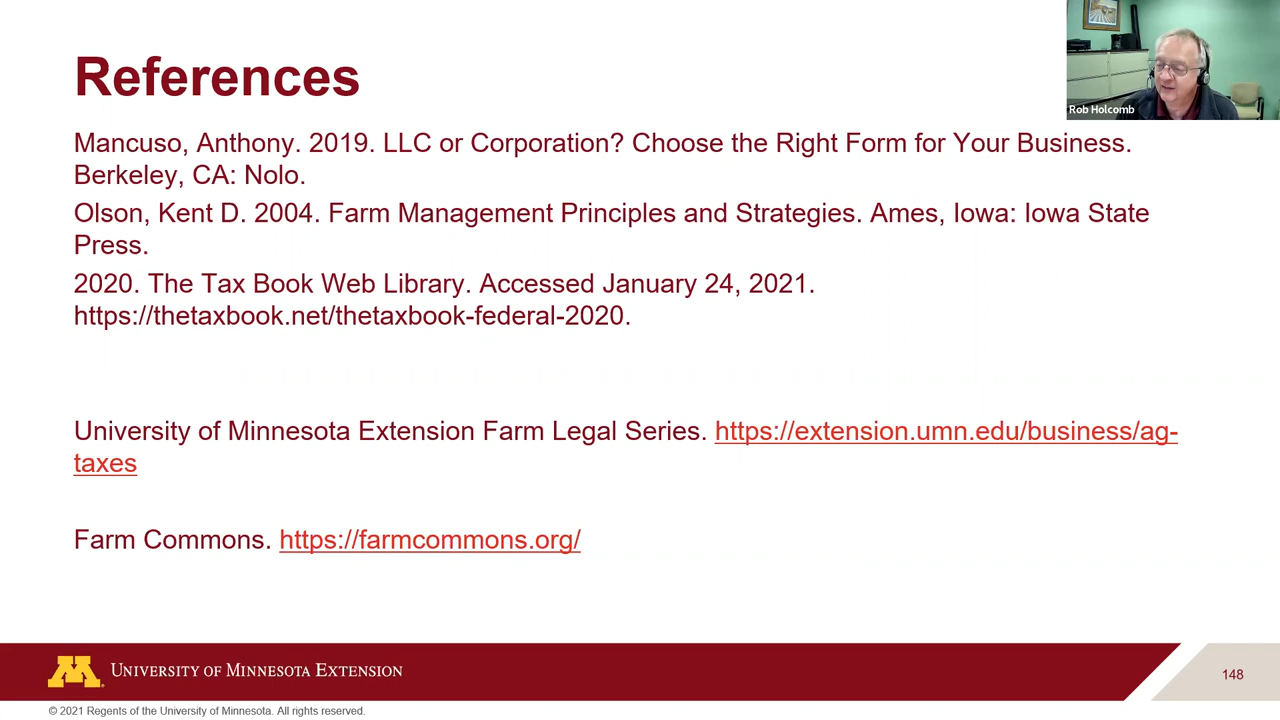 References
Rob Holcomb
Mancuso, Anthony. 2019. LLC or Corporation? Choose the Right Form for Your Business.
Berkeley, CA: Nolo.
Olson, Kent D. 2004. Farm Management Principles and Strategies. Ames, Iowa: Iowa State
Press.
2020. The Tax Book Web Library. Accessed January 24, 2021.
https://thetaxbook.net/thetaxbook-federal-2020.
University of Minnesota Extension Farm Legal Series. https://extension.umn.edu/business/ag-
taxes
Farm Commons. https://farmcommons.org/
M UNIVERSITY OF MINNESOTA EXTENSION
148
© 2021 Regents of the University of Minnesota. All rights reserved.